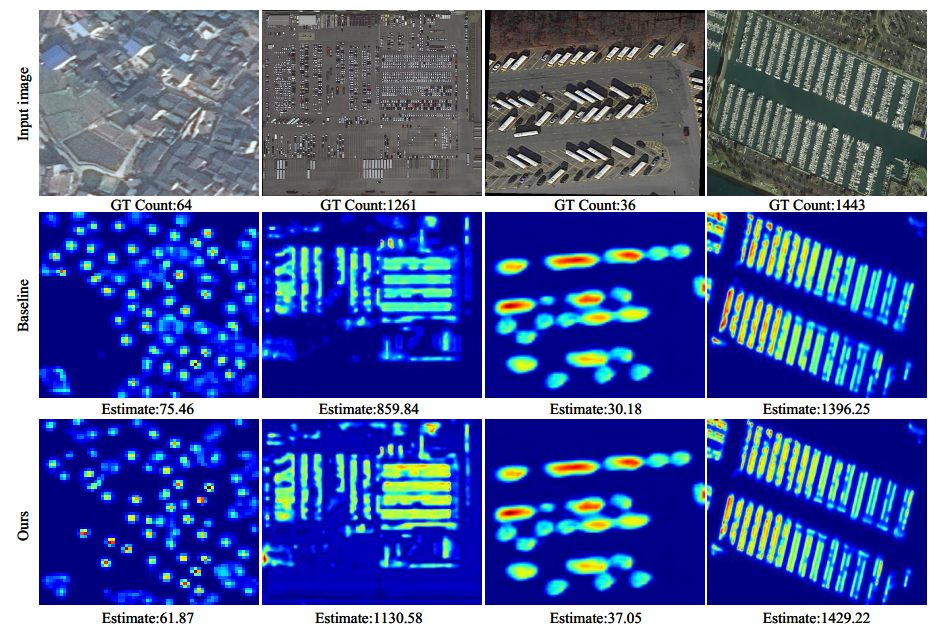 Input image
GT Count:64
GT Count:1261
GT Count:36
GT Count:1443
Baseline
Estimate:75.46
Estimate:859.84
Estimate:30.18
Estimate:1396.25
Ours
Estimate:61.87
Estimate:1130.58
Estimate:37.05
Estimate:1429.22